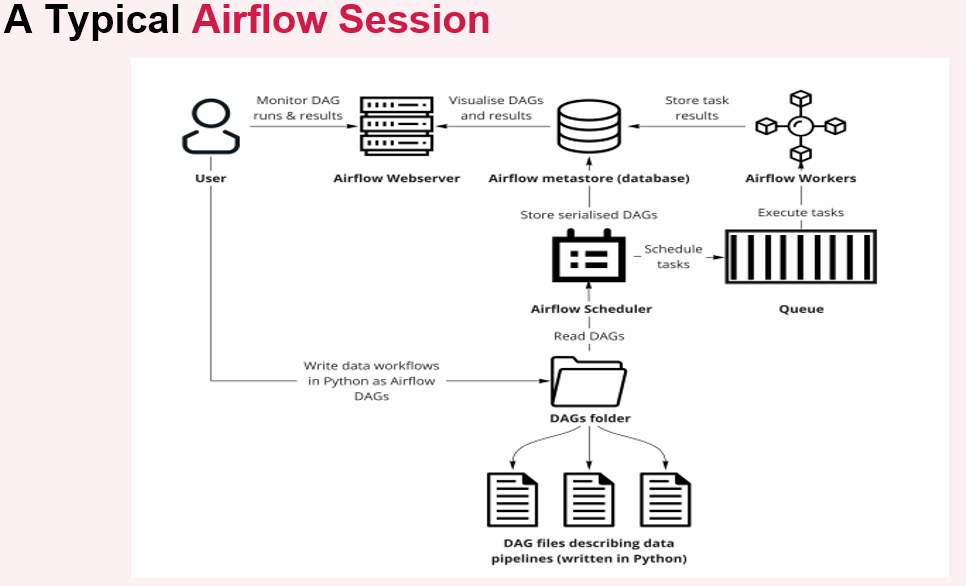 A Typical Airflow Session
Monitor DAG
runs & results
Visualise DAGs
and results
Store task
results
User
Airflow Webserver
Airflow metastore (database)
Airflow Workers
Store serialised DAGs
Execute tasks
Schedule
tasks
Airflow Scheduler
Queue
Read DAGs
Write data workflows
in Python as Airflow
DAGs
DAGs folder
DAG files describing data
pipelines (written in Python)